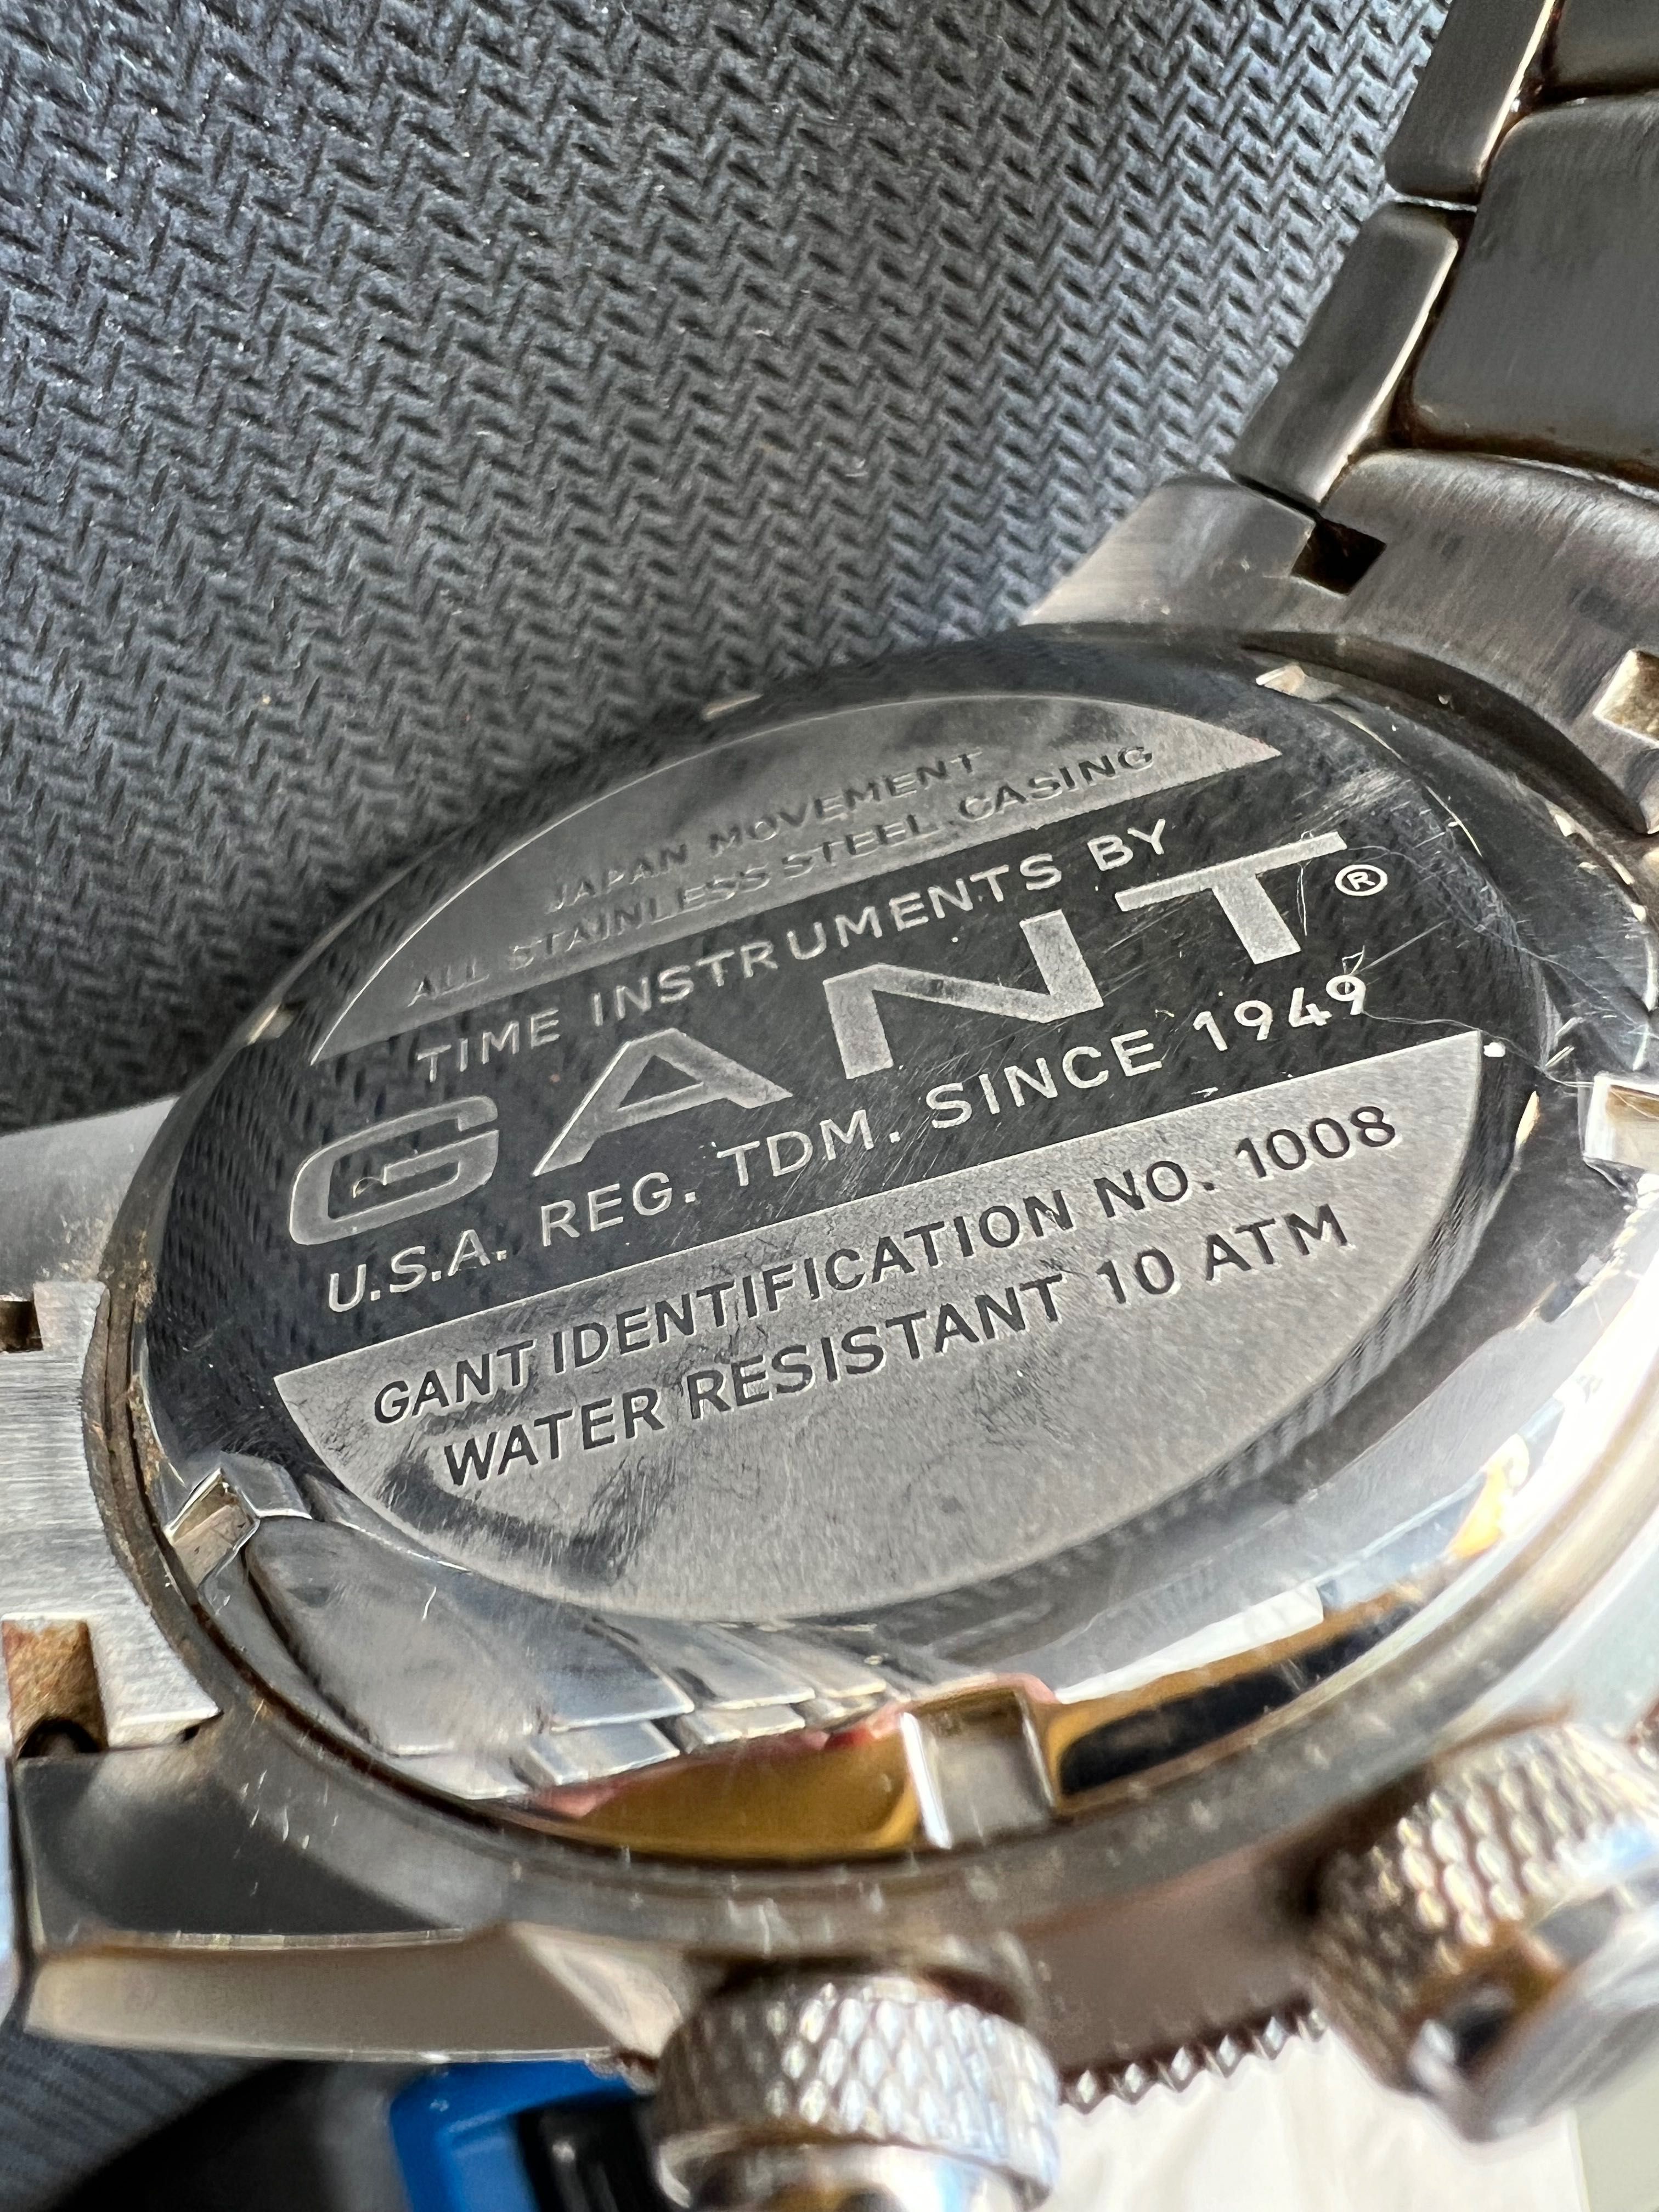 JAPAN MOVEMENT
ALL STAINLESS STEEL CASING
TIME INSTRUMENTS BY
GANT®
U.S.A. REG. TDM. SINCE 1949
GANT IDENTIFICATION NO. 1008
WATER RESISTANT 10 ATM